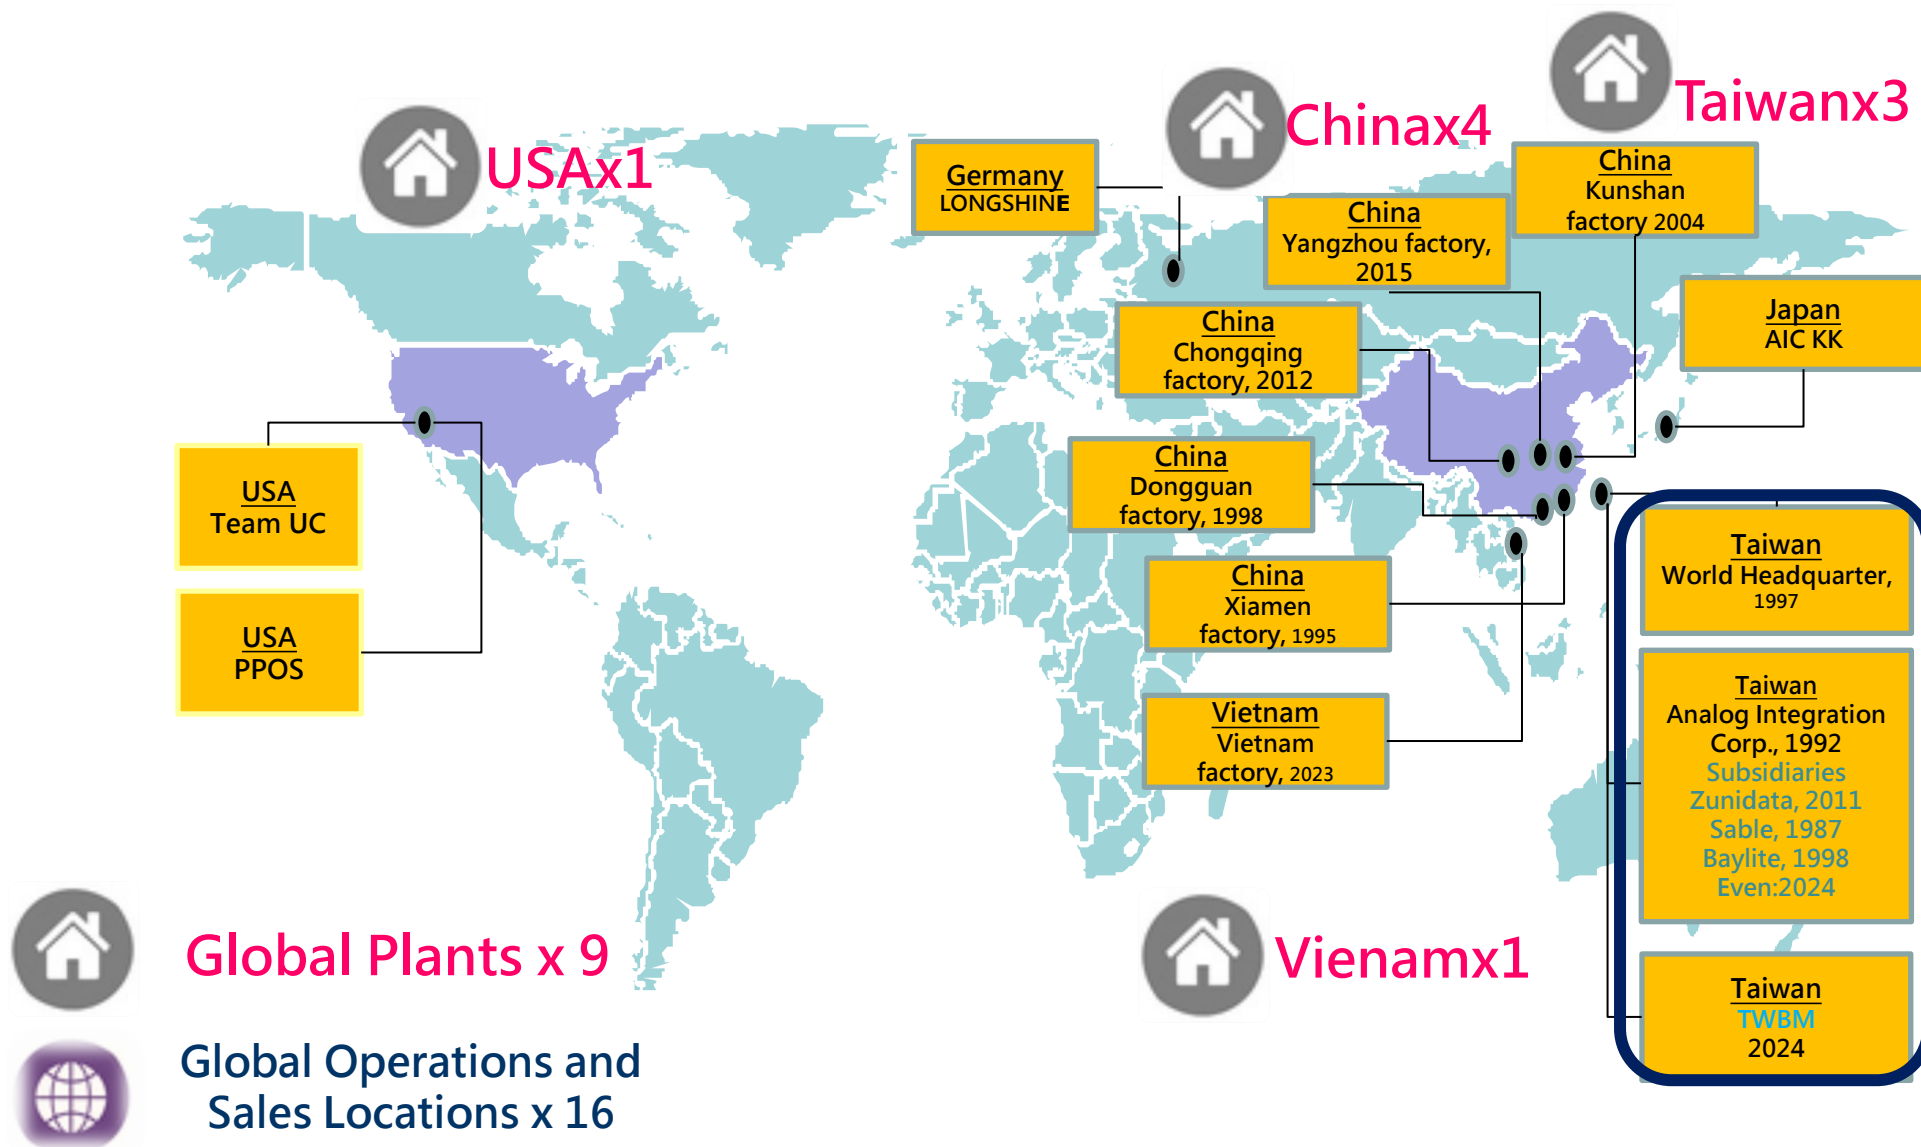 USAx1
Chinax4
Taiwanx3
Germany
LONGSHINE
China
Yangzhou factory,
2015
China
Kunshan
factory 2004
China
Chongqing
factory, 2012
Japan
AIC KK
USA
Team UC
USA
PPOS
China
Dongguan
factory, 1998
China
Xiamen
factory, 1995
Vietnam
Vietnam
factory, 2023
Taiwan
World Headquarter,
1997
Taiwan
Analog Integration
Corp., 1992
Subsidiaries
Zunidata, 2011
Sable, 1987
Baylite, 1998
Even:2024
Taiwan
TWBM
2024
Vienamx1
Global Plants x 9
Global Operations and
Sales Locations x 16